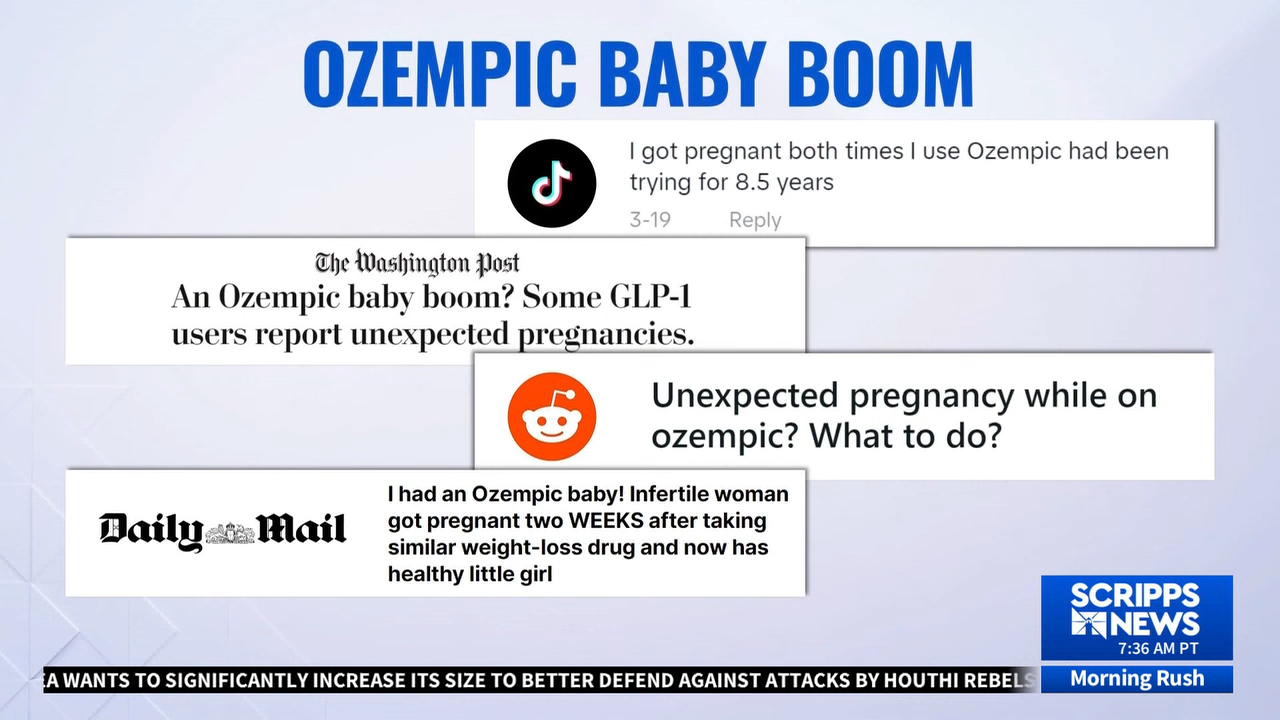 OZEMPIC BABY BOOM
I got pregnant both times I use Ozempic had been
trying for 8.5 years
3-19 Reply
The Washington Post
An Ozempic baby boom? Some GLP-1
users report unexpected pregnancies.
Unexpected pregnancy while on
ozempic? What to do?
Daily Mail
I had an Ozempic baby! Infertile woman
got pregnant two WEEKS after taking
similar weight-loss drug and now has
healthy little girl
SCRIPPS
NEWS
7:36 AM PT
Morning Rush
A WANTS TO SIGNIFICANTLY INCREASE ITS SIZE TO BETTER DEFEND AGAINST ATTACKS BY HOUTHI REBELS